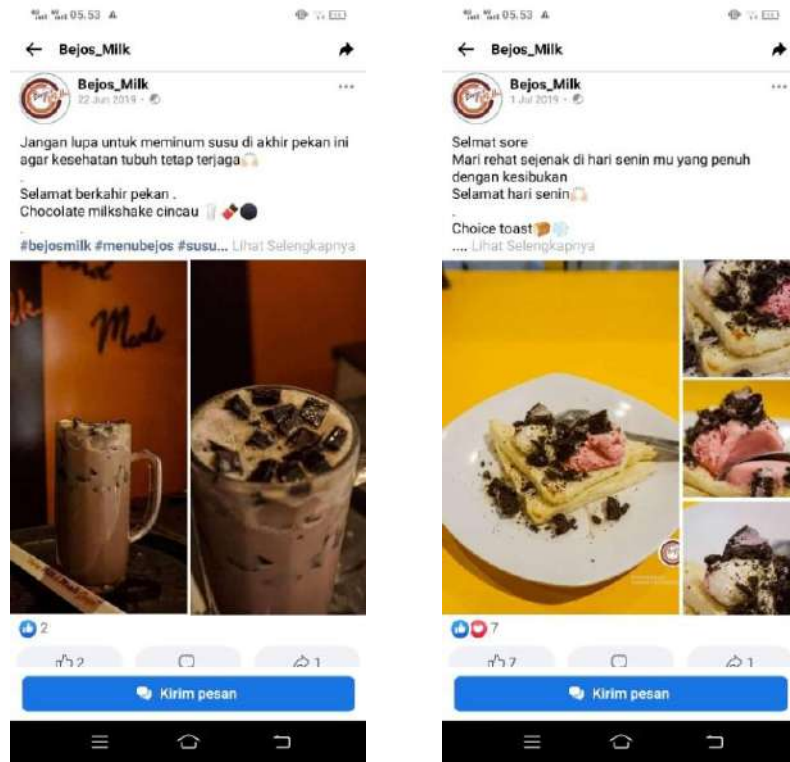 05.53
Bejos_Milk
Bejos_Milk
22 Jun 2019
Jangan lupa untuk meminum susu di akhir pekan ini
agar kesehatan tubuh tetap terjaga
.
Selamat berkahir pekan .
Chocolate milkshake cincau
.
#bejosmilk #menubejos #susu... Lihat Selengkapnya
2
2
1
Kirim pesan
05.53
Bejos_Milk
Bejos_Milk
1 Jul 2019
Selmat sore
Mari rehat sejenak di hari senin mu yang penuh
dengan kesibukan
Selamat hari senin
.
Choice toast
.... Lihat Selengkapnya
7
7
1
Kirim pesan